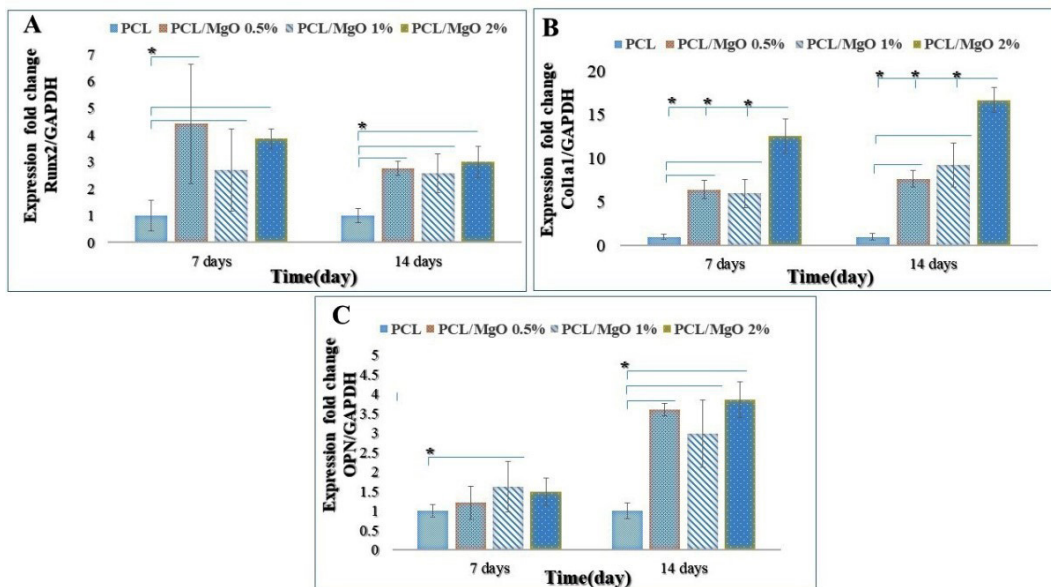 A
PCL PCL/MgO 0.5% PCL/MgO 1% PCL/MgO 2%
Expression fold change
Runx2/GAPDH
7
6
5
4
3
2
1
0
*
*
7 days
14 days
Time(day)
B
PCL PCL/MgO 0.5% PCL/MgO 1% PCL/MgO 2%
Expression fold change
Col1a1/GAPDH
20
15
10
5
0
* * *
* * *
7 days
14 days
Time(day)
C
PCL PCL/MgO 0.5% PCL/MgO 1% PCL/MgO 2%
Expression fold change
OPN/GAPDH
5
4.5
4
3.5
3
2.5
2
1.5
1
0.5
0
*
*
7 days
14 days
Time(day)